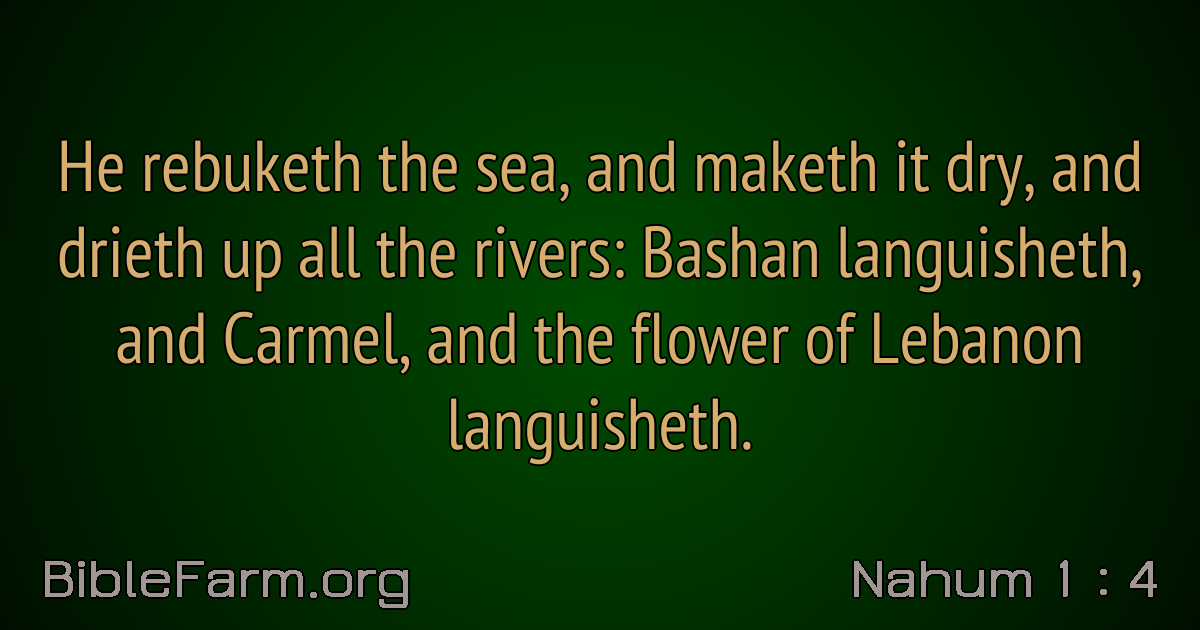 He rebuketh the sea, and maketh it dry, and
drieth up all the rivers: Bashan languisheth,
and Carmel, and the flower of Lebanon
languisheth.
BibleFarm.org
Nahum 1 : 4